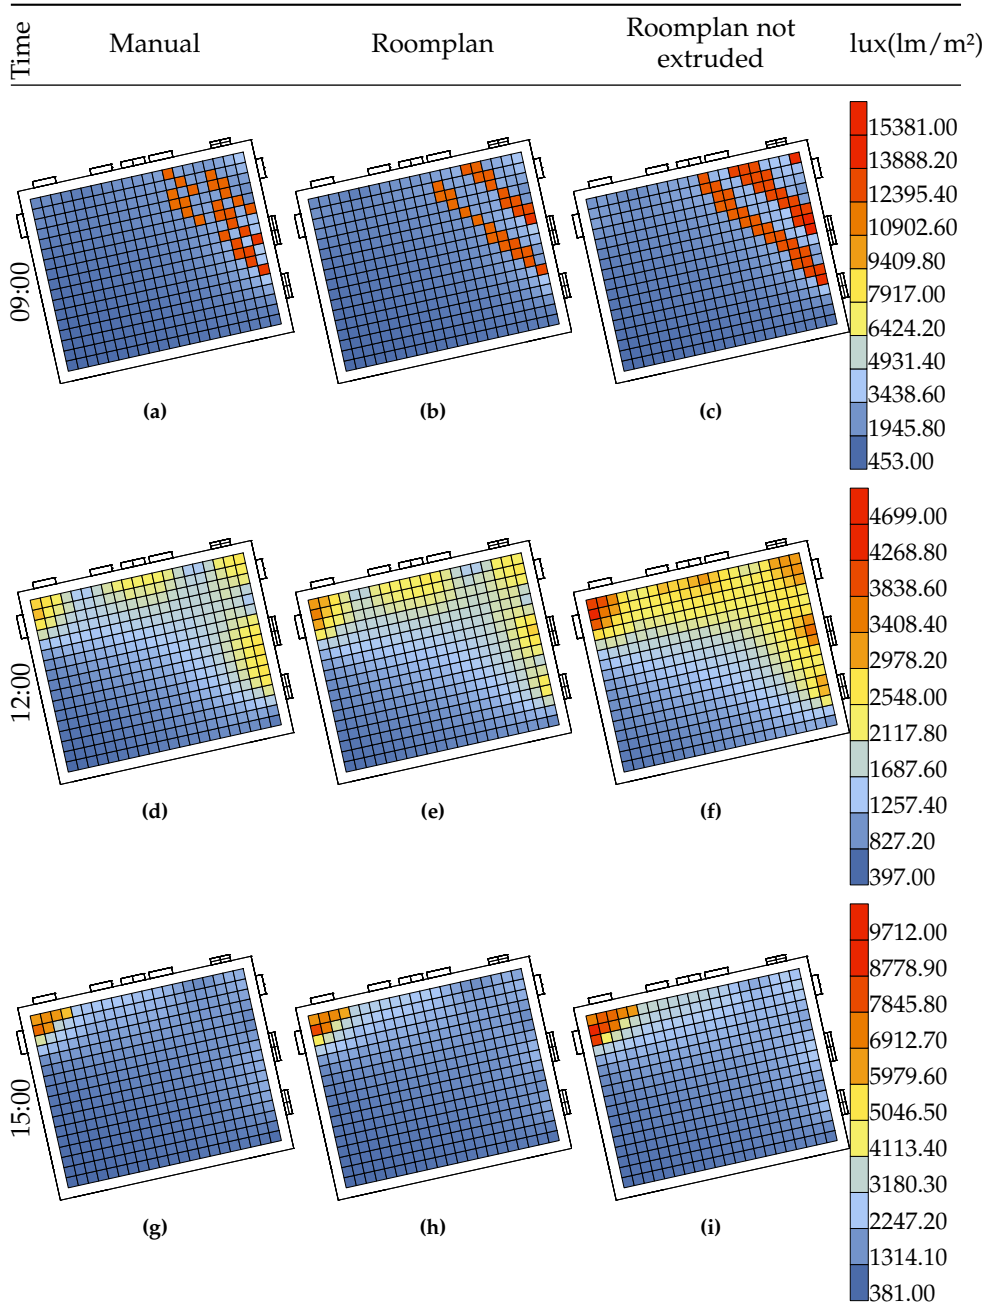 Time
Manual
Roomplan
Roomplan not
extruded
lux(lm/m²)
09:00
15381.00
13888.20
12395.40
10902.60
9409.80
7917.00
6424.20
4931.40
3438.60
1945.80
453.00
(a)
(b)
(c)
12:00
4699.00
4268.80
3838.60
3408.40
2978.20
2548.00
2117.80
1687.60
1257.40
827.20
397.00
(d)
(e)
(f)
15:00
9712.00
8778.90
7845.80
6912.70
5979.60
5046.50
4113.40
3180.30
2247.20
1314.10
381.00
(g)
(h)
(i)